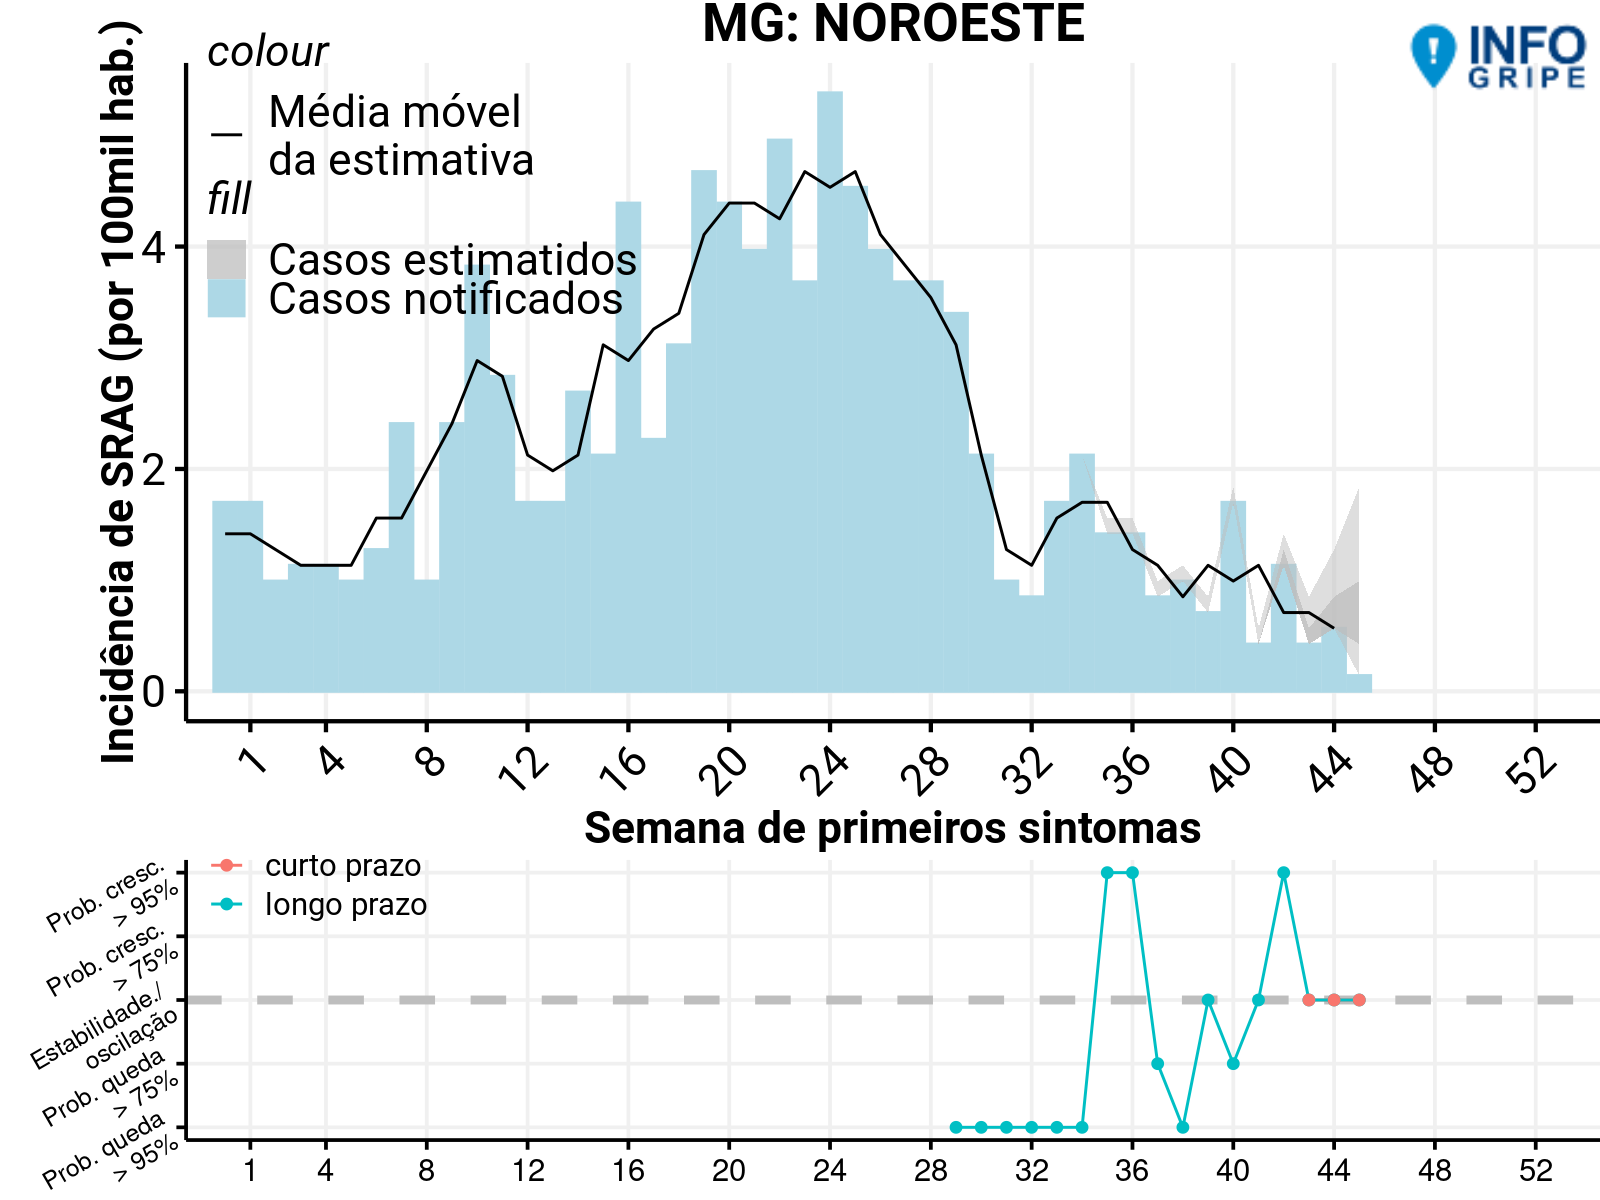 MG: NOROESTE
INFO
GRIPE
colour
Média móvel
da estimativa
fill
Casos estimatidos
Casos notificados
Incidência de SRAG (por 100mil hab.)
4
2
0
1 4 8 12 16 20 24 28 32 36 40 44 48 52
Semana de primeiros sintomas
curto prazo
longo prazo
Prob. cresc.
> 95%
Prob. cresc.
> 75%
Estabilidade./
oscilação
Prob. queda
> 75%
Prob. queda
> 95%
1 4 8 12 16 20 24 28 32 36 40 44 48 52